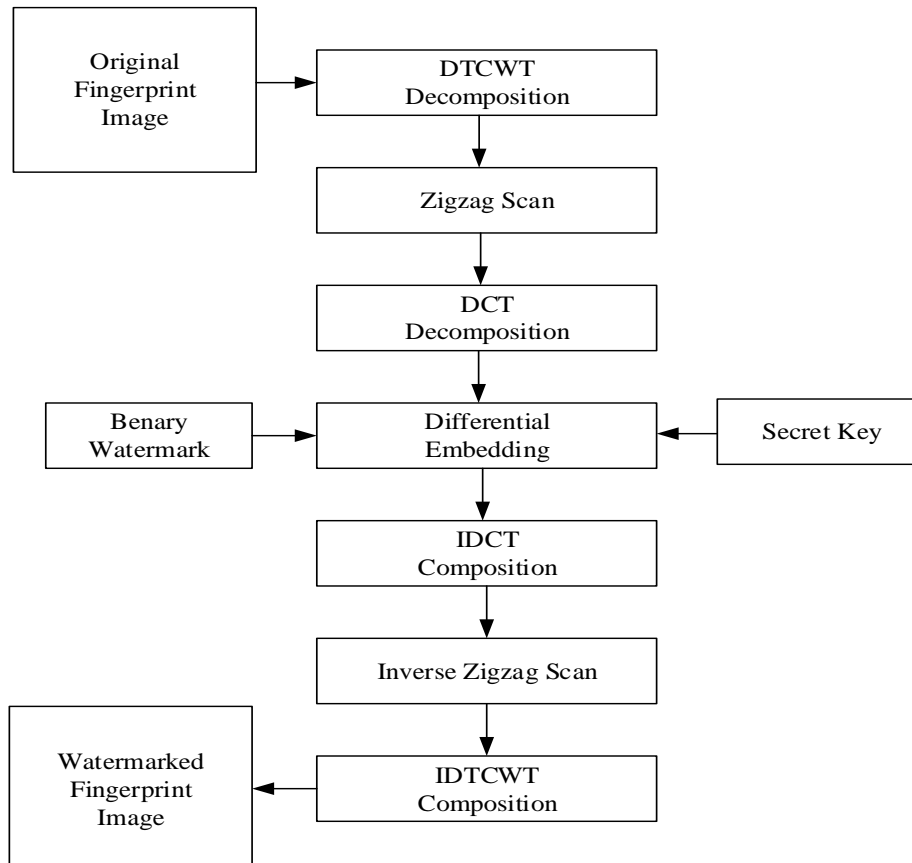 Original
Fingerprint
Image
DTCWT
Decomposition
Zigzag Scan
DCT
Decomposition
Benary
Watermark
Differential
Embedding
Secret Key
IDCT
Composition
Inverse Zigzag Scan
Watermarked
Fingerprint
Image
IDTCWT
Composition